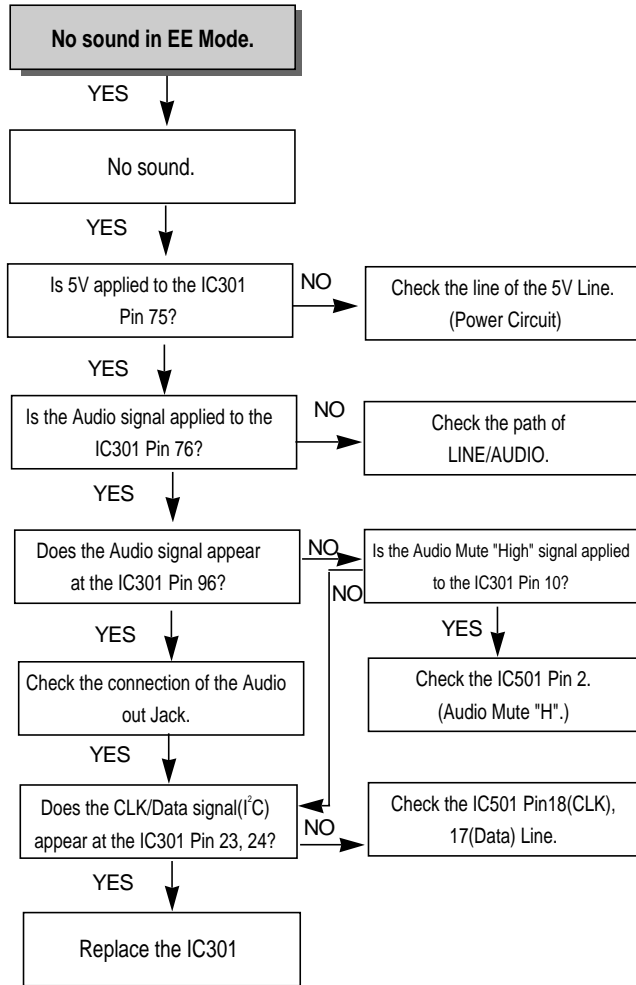 No sound in EE Mode.
YES
No sound.
YES
Is 5V applied to the IC301
Pin 75?
NO
Check the line of the 5V Line.
(Power Circuit)
YES
Is the Audio signal applied to the
IC301 Pin 76?
NO
Check the path of
LINE/AUDIO.
YES
Does the Audio signal appear
at the IC301 Pin 96?
NO
Is the Audio Mute "High" signal applied
to the IC301 Pin 10?
NO
YES
YES
Check the connection of the Audio
out Jack.
Check the IC501 Pin 2.
(Audio Mute "H".)
YES
Does the CLK/Data signal(I²C)
appear at the IC301 Pin 23, 24?
NO
Check the IC501 Pin18(CLK),
17(Data) Line.
YES
Replace the IC301